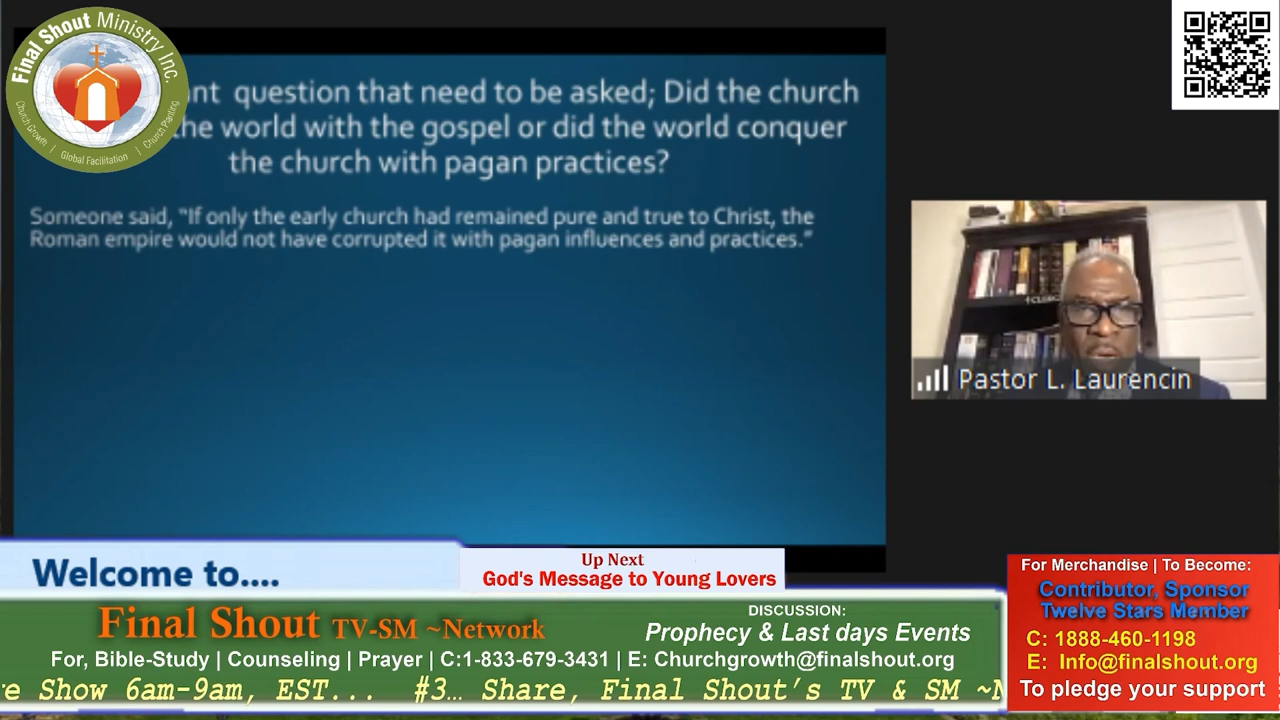 Final Shout Ministry Inc.
Church Growth | Global Facilitation | Church Planting
nt question that need to be asked; Did the church
the world with the gospel or did the world conquer
the church with pagan practices?
Someone said, "If only the early church had remained pure and true to Christ, the
Roman empire would not have corrupted it with pagan influences and practices."
Pastor L. Laurencin
Welcome to....
Up Next
God's Message to Young Lovers
Final Shout TV-SM ~Network
DISCUSSION:
Prophecy & Last days Events
For, Bible-Study | Counseling | Prayer | C:1-833-679-3431 | E: Churchgrowth@finalshout.org
e Show 6am-9am, EST... #3… Share, Final Shout's TV & SM ~N
For Merchandise | To Become:
Contributor, Sponsor
Twelve Stars Member
C: 1888-460-1198
E: Info@finalshout.org
To pledge your support